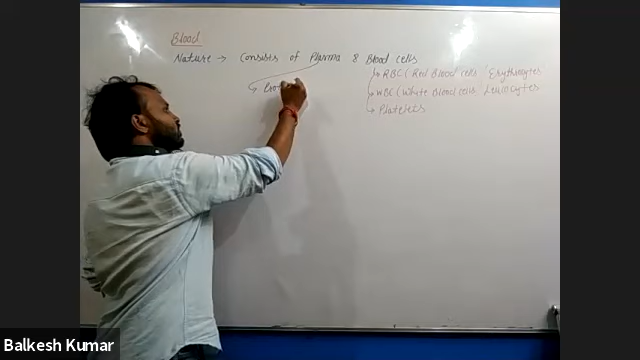 Blood
Nature → Consists of Plasma & Blood cells
→ RBC (Red Blood cells / Erythrocytes
→ WBC (White Blood cells / Leucocytes
→ Platelets
→ Prot
Balkesh Kumar